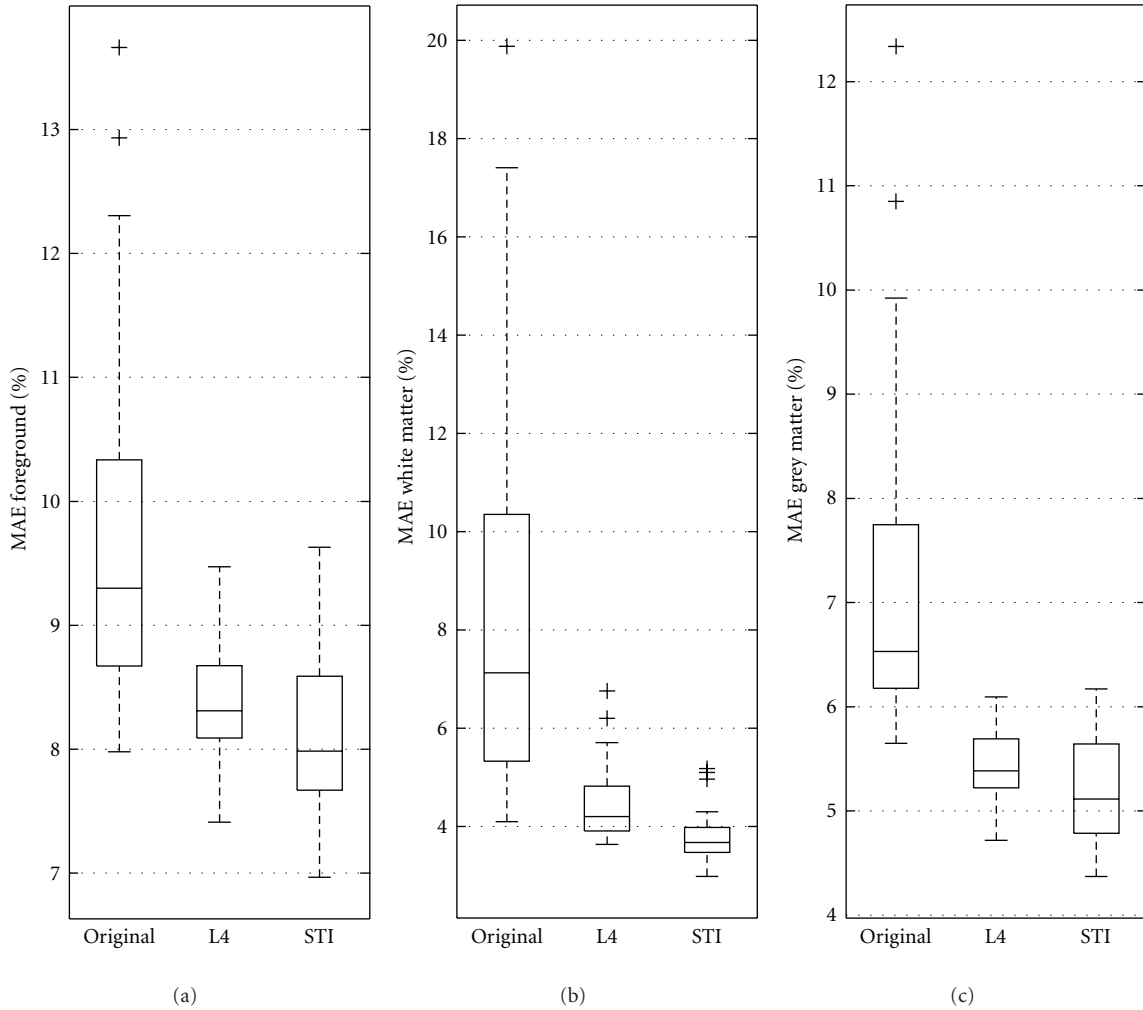 MAE foreground (%)
13
12
11
10
9
8
7
Original L4 STI
(a)
MAE white matter (%)
20
18
16
14
12
10
8
6
4
Original L4 STI
(b)
MAE grey matter (%)
12
11
10
9
8
7
6
5
4
Original L4 STI
(c)